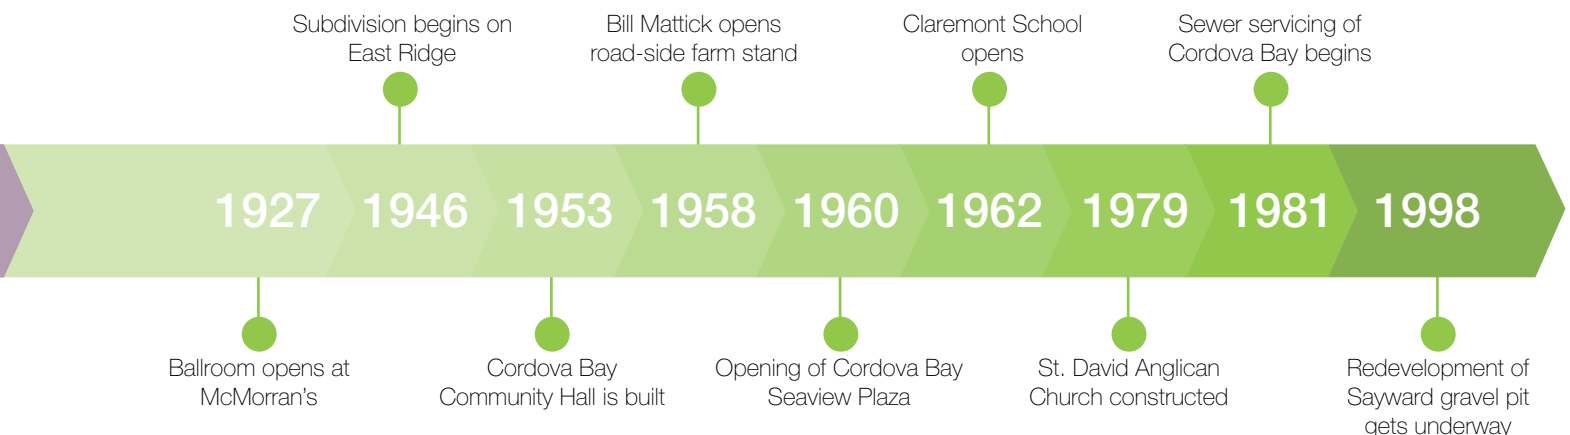 Subdivision begins on
East Ridge
Bill Mattick opens
road-side farm stand
Claremont School
opens
Sewer servicing of
Cordova Bay begins
1927 1946 1953 1958 1960 1962 1979 1981 1998
Ballroom opens at
McMorran's
Cordova Bay
Community Hall is built
Opening of Cordova Bay
Seaview Plaza
St. David Anglican
Church constructed
Redevelopment of
Sayward gravel pit
gets underway